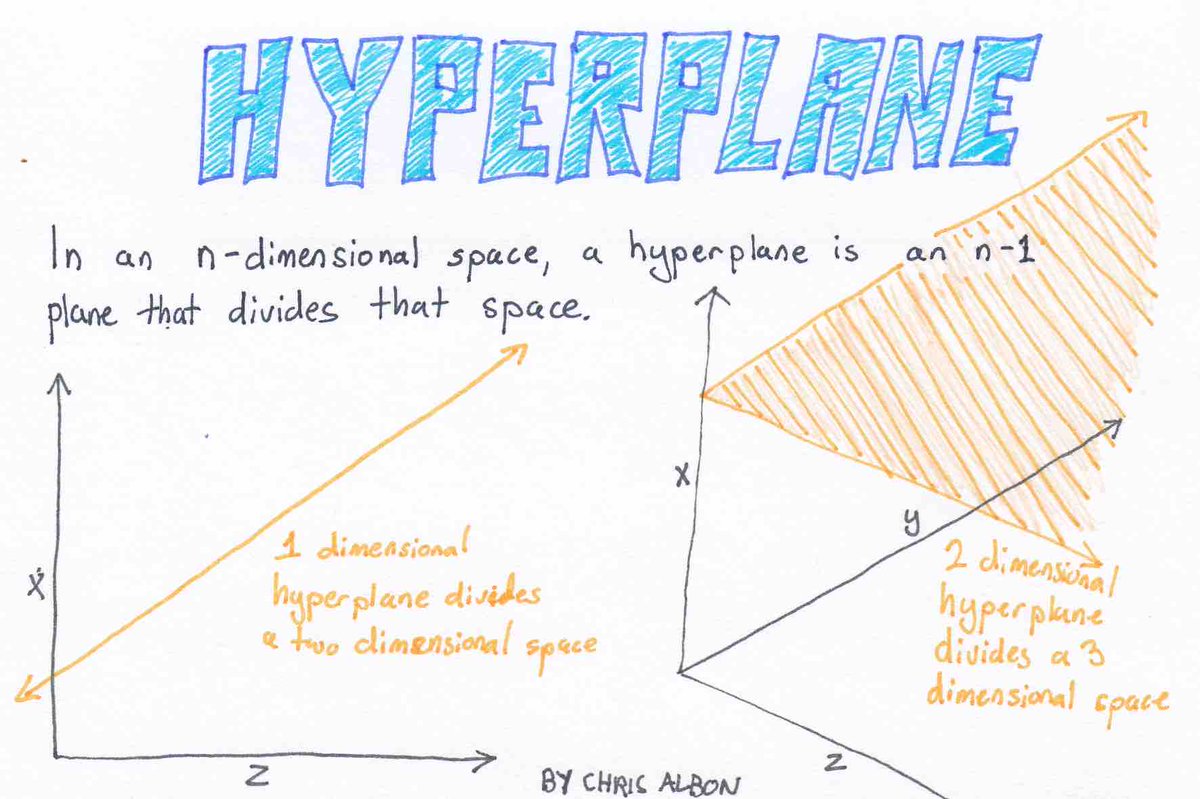 HYPERPLANE
In an n-dimensional space, a hyperplane is an n-1
plane that divides that space.
X
1 dimensional
hyperplane divides
a two dimensional space
Z
X
y
2 dimensional
hyperplane
divides a 3
dimensional space
Z
BY CHRIS ALBON